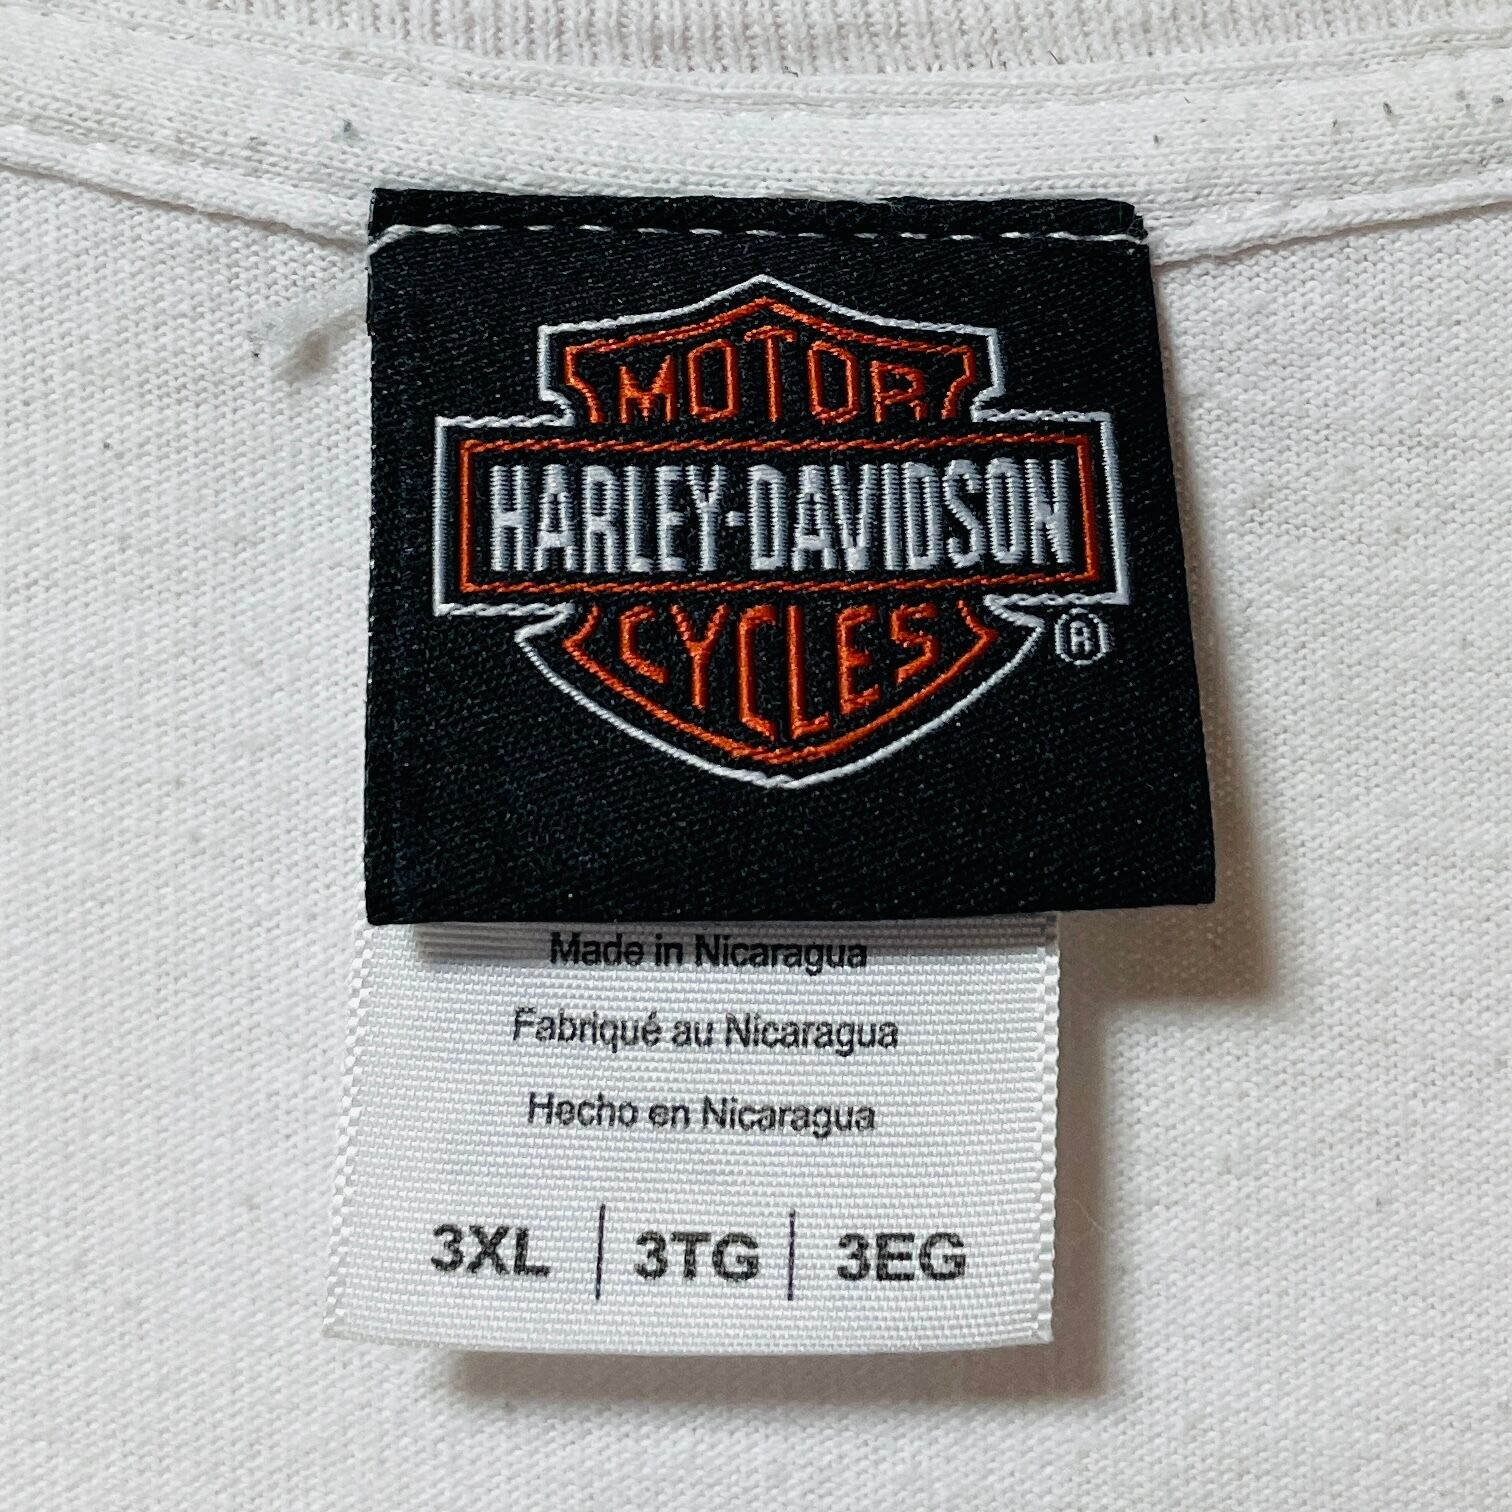 MOTOR
HARLEY-DAVIDSON
CYCLES ®
Made in Nicaragua
Fabriqué au Nicaragua
Hecho en Nicaragua
3XL | 3TG | 3EG